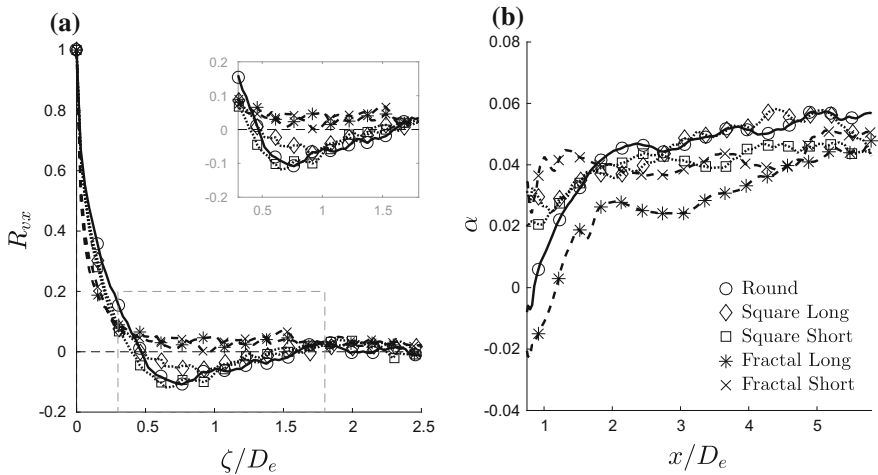 (a)
1
0.8
0.6
0.4
0.2
0
-0.2
R_vx
0 0.5 1 1.5 2 2.5
ζ/D_e
0.2
0.1
0
-0.1
-0.2
0.5 1 1.5
(b)
0.08
0.06
0.04
0.02
0
-0.02
-0.04
α
1 2 3 4 5
x/D_e
Round
Square Long
Square Short
Fractal Long
Fractal Short